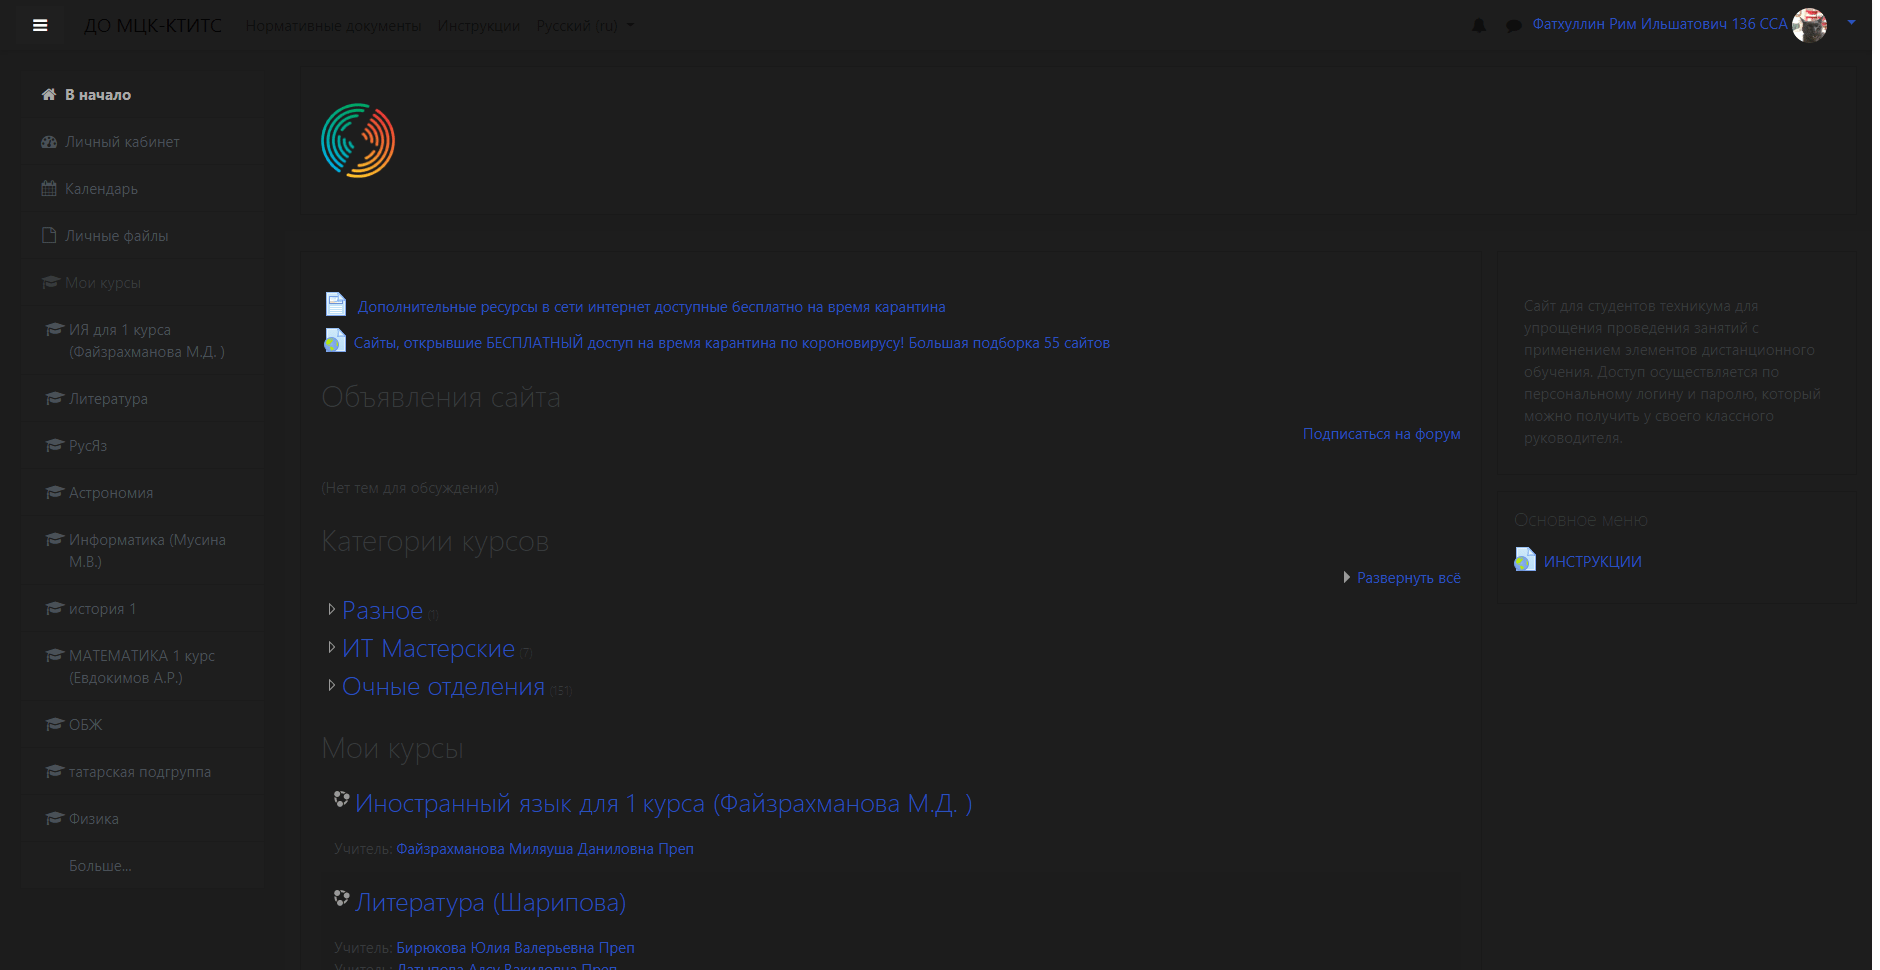 ДО МЦК-КТИТС
Нормативные документы
Инструкции
Русский (ru)
Фатхуллин Рим Ильшатович 136 ССА
В начало
Личный кабинет
Календарь
Личные файлы
Мои курсы
ИЯ для 1 курса
(Файзрахманова М.Д. )
Литература
РусЯз
Астрономия
Информатика (Мусина
М.В.)
история 1
МАТЕМАТИКА 1 курс
(Евдокимов А.Р.)
ОБЖ
татарская подгруппа
Физика
Больше...
Дополнительные ресурсы в сети интернет доступные бесплатно на время карантина
Сайты, открывшие БЕСПЛАТНЫЙ доступ на время карантина по короновирусу! Большая подборка 55 сайтов
Объявления сайта
Подписаться на форум
(Нет тем для обсуждения)
Категории курсов
Развернуть всё
Разное (1)
ИТ Мастерские (7)
Очные отделения (151)
Мои курсы
Иностранный язык для 1 курса (Файзрахманова М.Д. )
Учитель: Файзрахманова Миляуша Даниловна Преп
Литература (Шарипова)
Учитель: Бирюкова Юлия Валерьевна Преп
Учитель: Латыпова Алсу Вакиловна Преп
Сайт для студентов техникума для
упрощения проведения занятий с
применением элементов дистанционного
обучения. Доступ осуществляется по
персональному логину и паролю, который
можно получить у своего классного
руководителя.
Основное меню
ИНСТРУКЦИИ